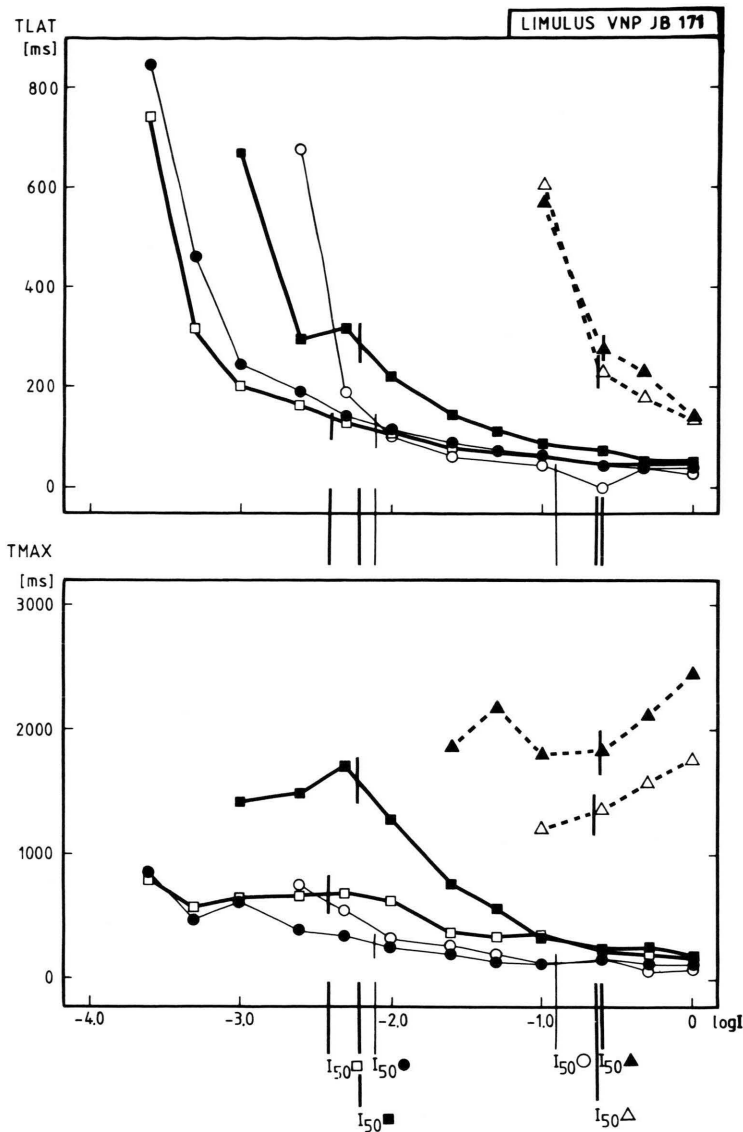 TLAT
[ms]
LIMULUS VNP JB 171
800
600
400
200
0
TMAX
[ms]
3000
2000
1000
0
-4.0 -3.0 -2.0 -1.0 0 logI
I50□ I50● I50○ I50▲
I50■ I50△